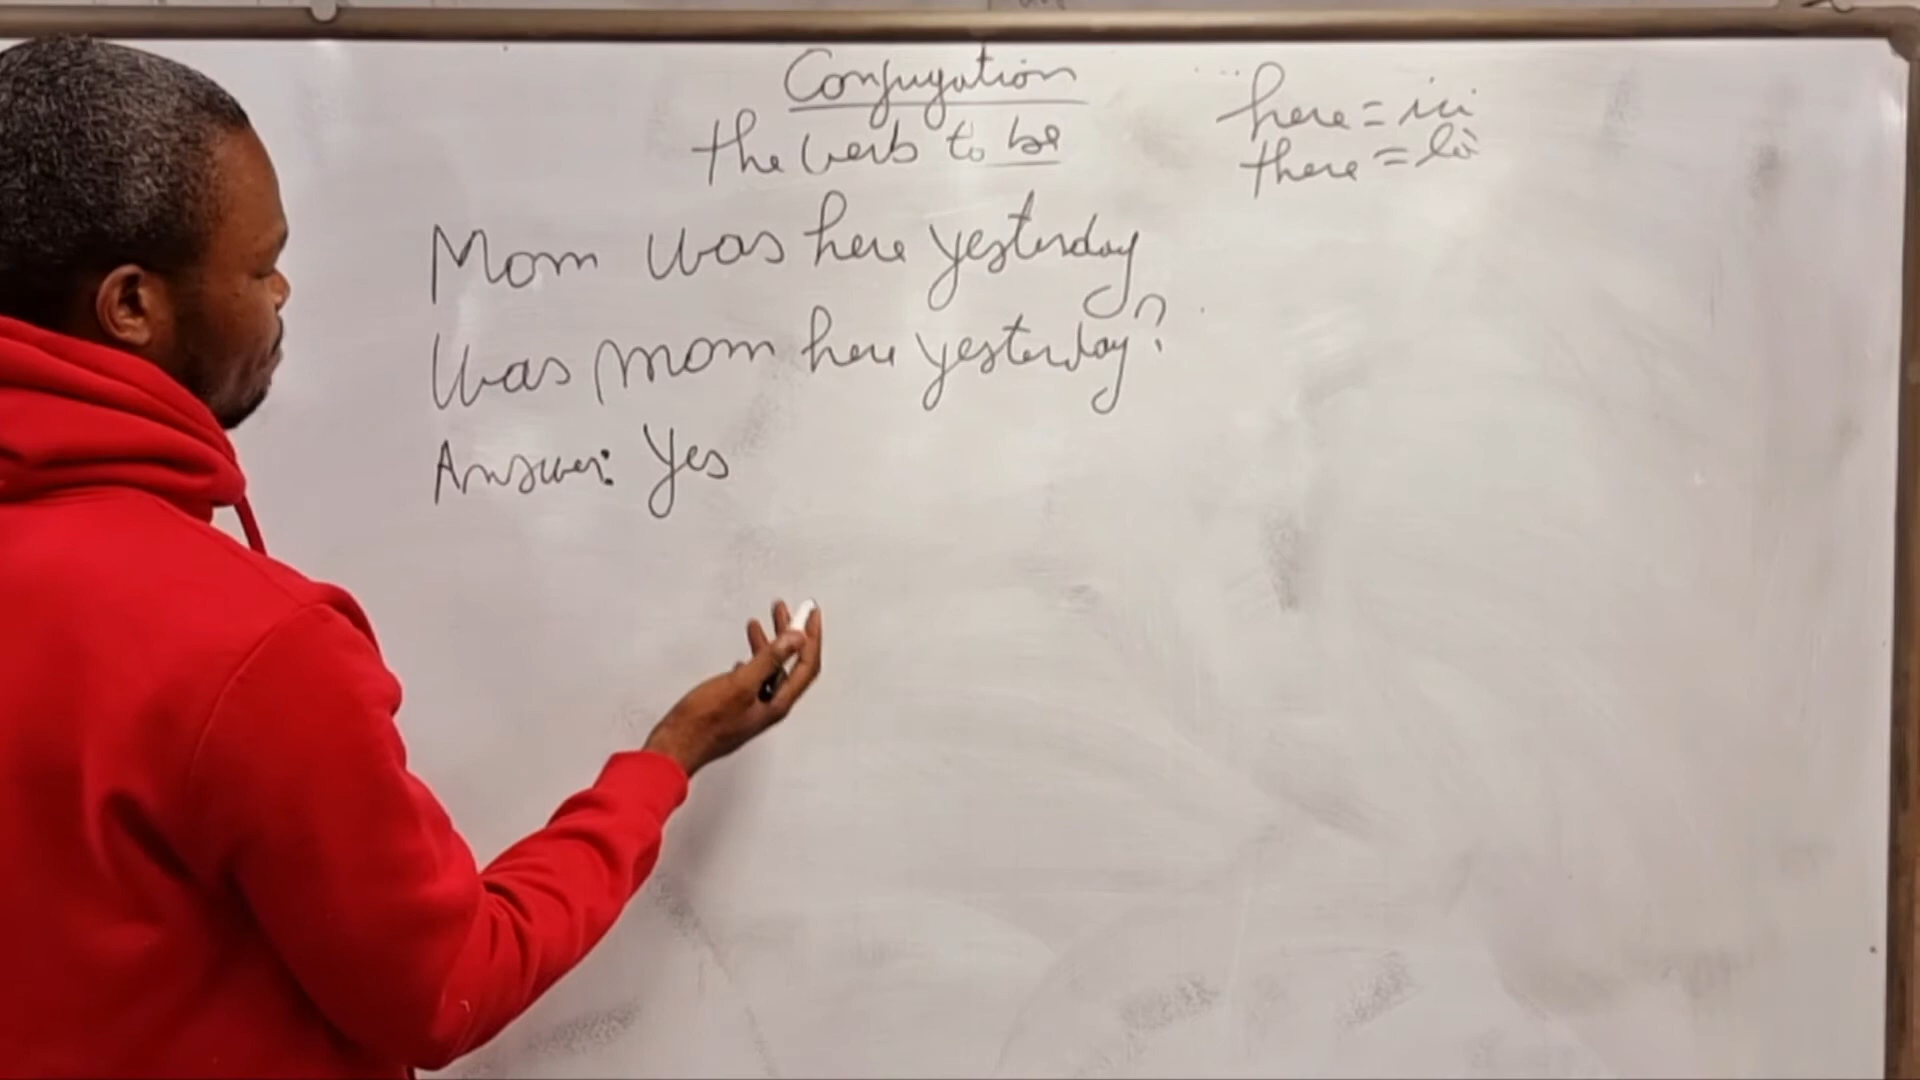 Conjugation
the verb to be
here = ici
there = là
Mom was here yesterday
Was mom here yesterday?
Answer: Yes